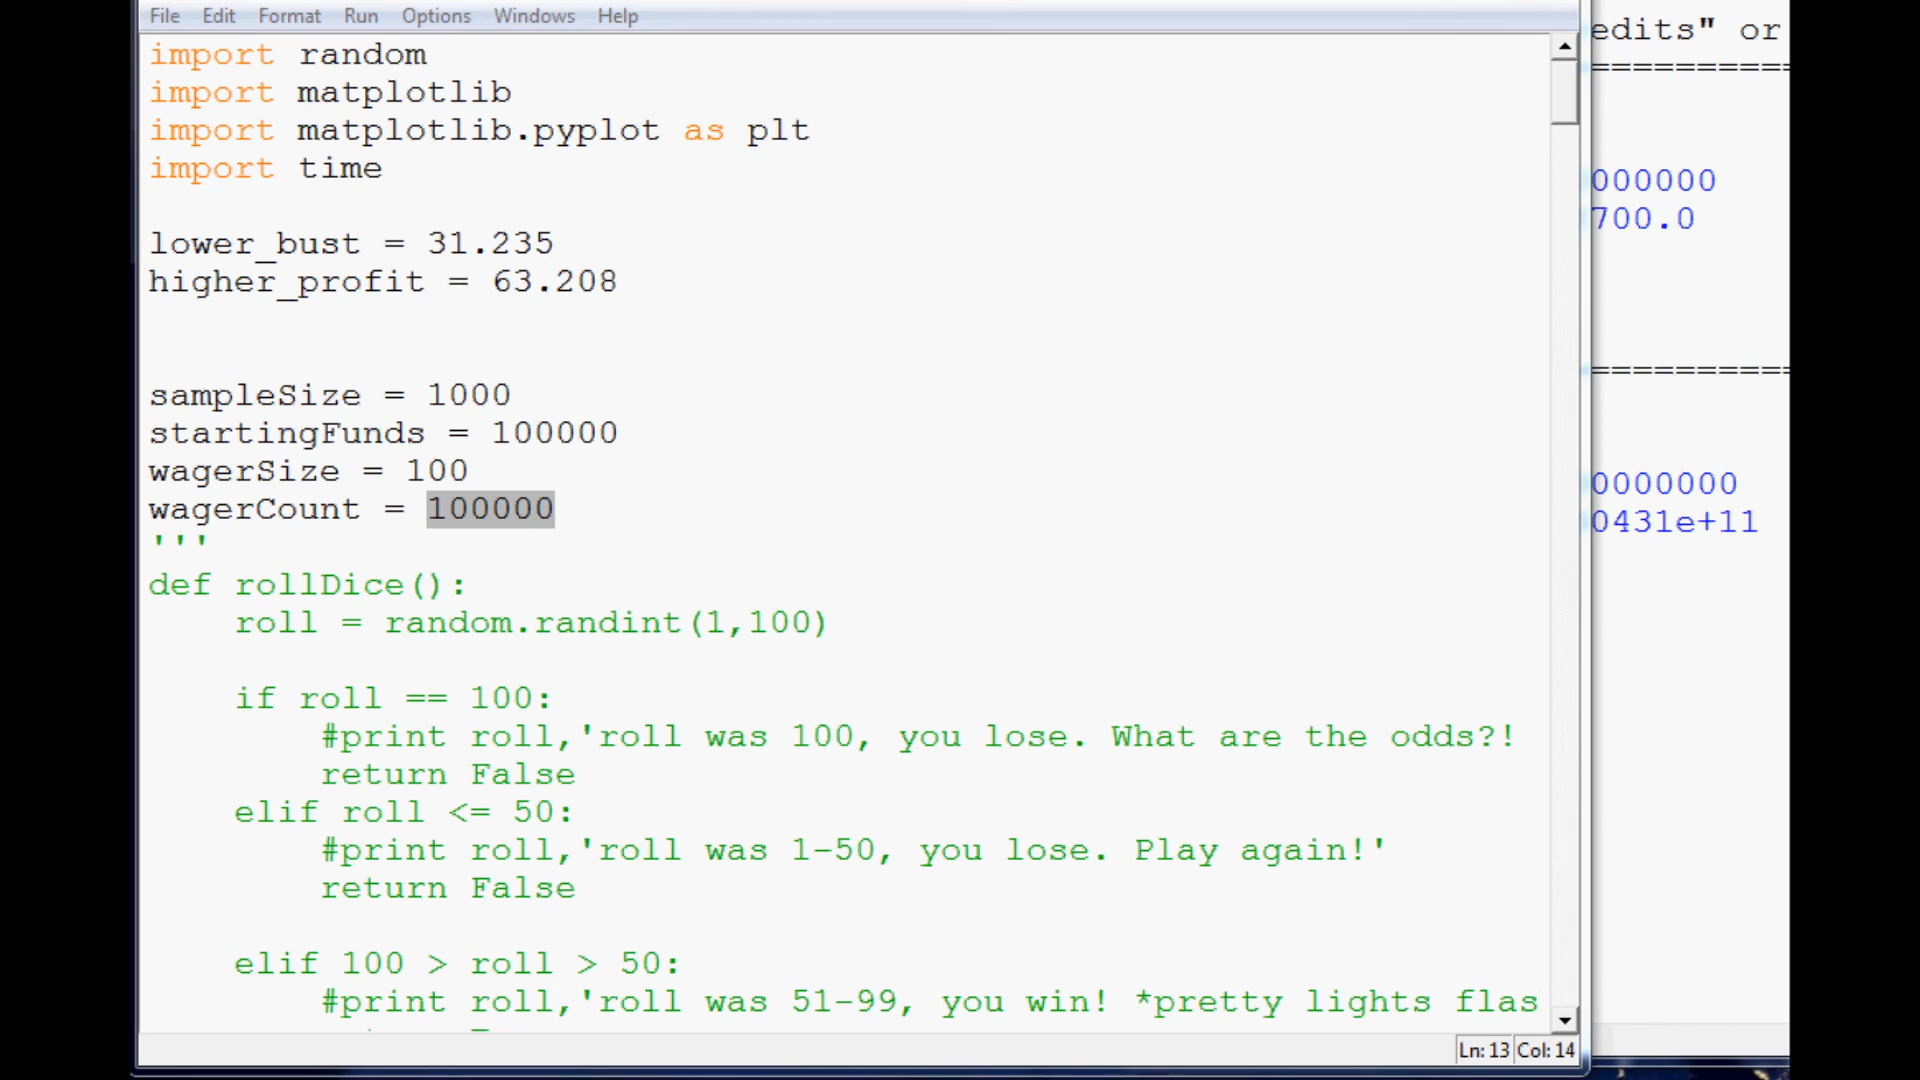 File Edit Format Run Options Windows Help
import random
import matplotlib
import matplotlib.pyplot as plt
import time
lower_bust = 31.235
higher_profit = 63.208
sampleSize = 1000
startingFunds = 100000
wagerSize = 100
wagerCount = 100000
'''
def rollDice():
    roll = random.randint(1,100)
    if roll == 100:
        #print roll,'roll was 100, you lose. What are the odds?!
        return False
    elif roll <= 50:
        #print roll,'roll was 1-50, you lose. Play again!'
        return False
    elif 100 > roll > 50:
        #print roll,'roll was 51-99, you win! *pretty lights flas
Ln: 13 Col: 14
edits" or
==========
000000
700.0
==========
0000000
0431e+11